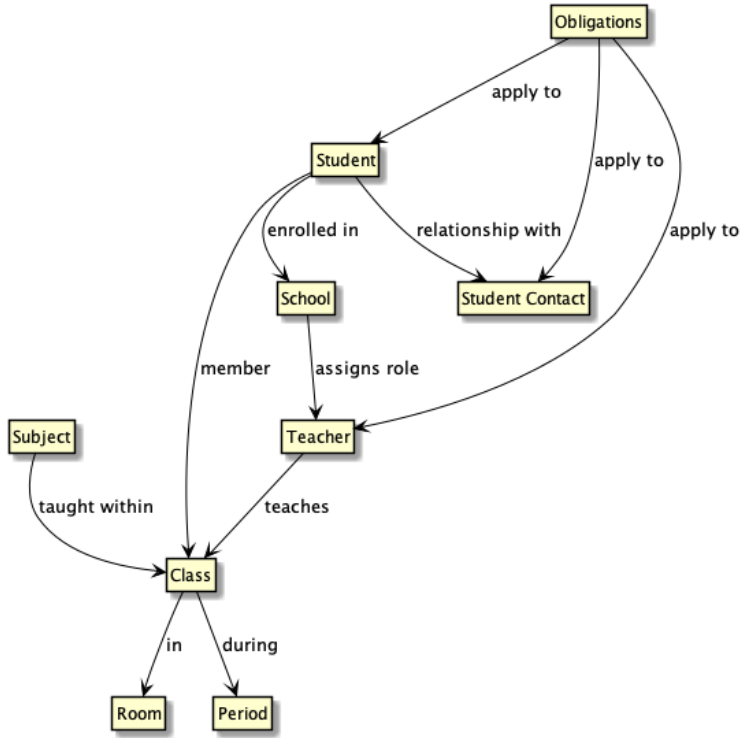 Obligations
apply to
Student
apply to
enrolled in
relationship with
apply to
School
Student Contact
member
assigns role
Subject
Teacher
taught within
teaches
Class
in
during
Room
Period